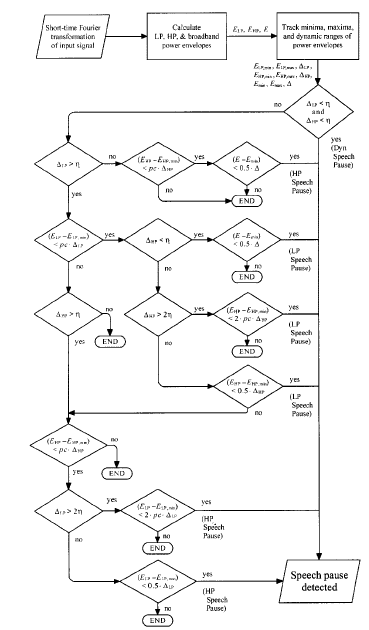 Short-time Fourier
transformation
of input signal
Calculate
LP, HP, & broadband
power envelopes
E_LP, E_HP, E
Track minima, maxima,
and dynamic ranges of
power envelopes
E_LP,min, E_LP,max, Δ_LP,
E_HP,min, E_HP,max, Δ_HP,
E_min, E_max, Δ
Δ_LP < η
and
Δ_HP < η
no
yes
(Dyn
Speech
Pause)
Δ_LP > η
no
(E_HP −E_HP,min)
< pc · Δ_HP
yes
(E −E_min)
< 0.5 · Δ
yes
(HP
Speech
Pause)
yes
no
no
END
(E_LP −E_LP,min)
< pc · Δ_LP
yes
Δ_HP < η
yes
(E −E_min)
< 0.5 · Δ
yes
(LP
Speech
Pause)
no
no
no
END
Δ_HP > η
no
END
yes
Δ_HP > 2η
yes
(E_HP −E_HP,min)
< 2 · pc · Δ_HP
yes
(LP
Speech
Pause)
no
END
no
(E_HP −E_HP,min)
< 0.5 · Δ_HP
yes
(LP
Speech
Pause)
no
(E_HP −E_HP,min)
< pc · Δ_HP
no
END
yes
Δ_LP > 2η
yes
(E_LP −E_LP,min)
< 2 · pc · Δ_LP
yes
(HP
Speech
Pause)
no
END
no
(E_LP −E_LP,min)
< 0.5 · Δ_LP
yes
(HP
Speech
Pause)
no
END
Speech pause
detected